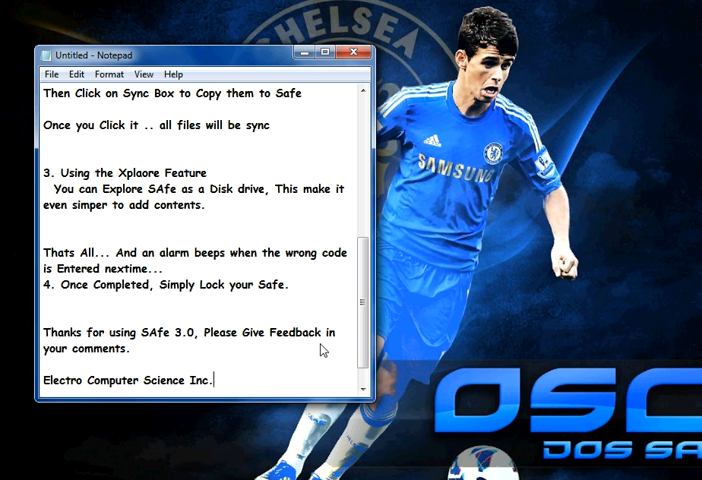 CHELSEA
Untitled - Notepad
File Edit Format View Help
Then Click on Sync Box to Copy them to Safe
Once you Click it .. all files will be sync
3. Using the Xplaore Feature
You can Explore SAfe as a Disk drive, This make it
even simper to add contents.
Thats All... And an alarm beeps when the wrong code
is Entered nextime...
4. Once Completed, Simply Lock your Safe.
Thanks for using SAfe 3.0, Please Give Feedback in
your comments.
Electro Computer Science Inc.
adidas
SAMSUNG
OSC
DOS SA